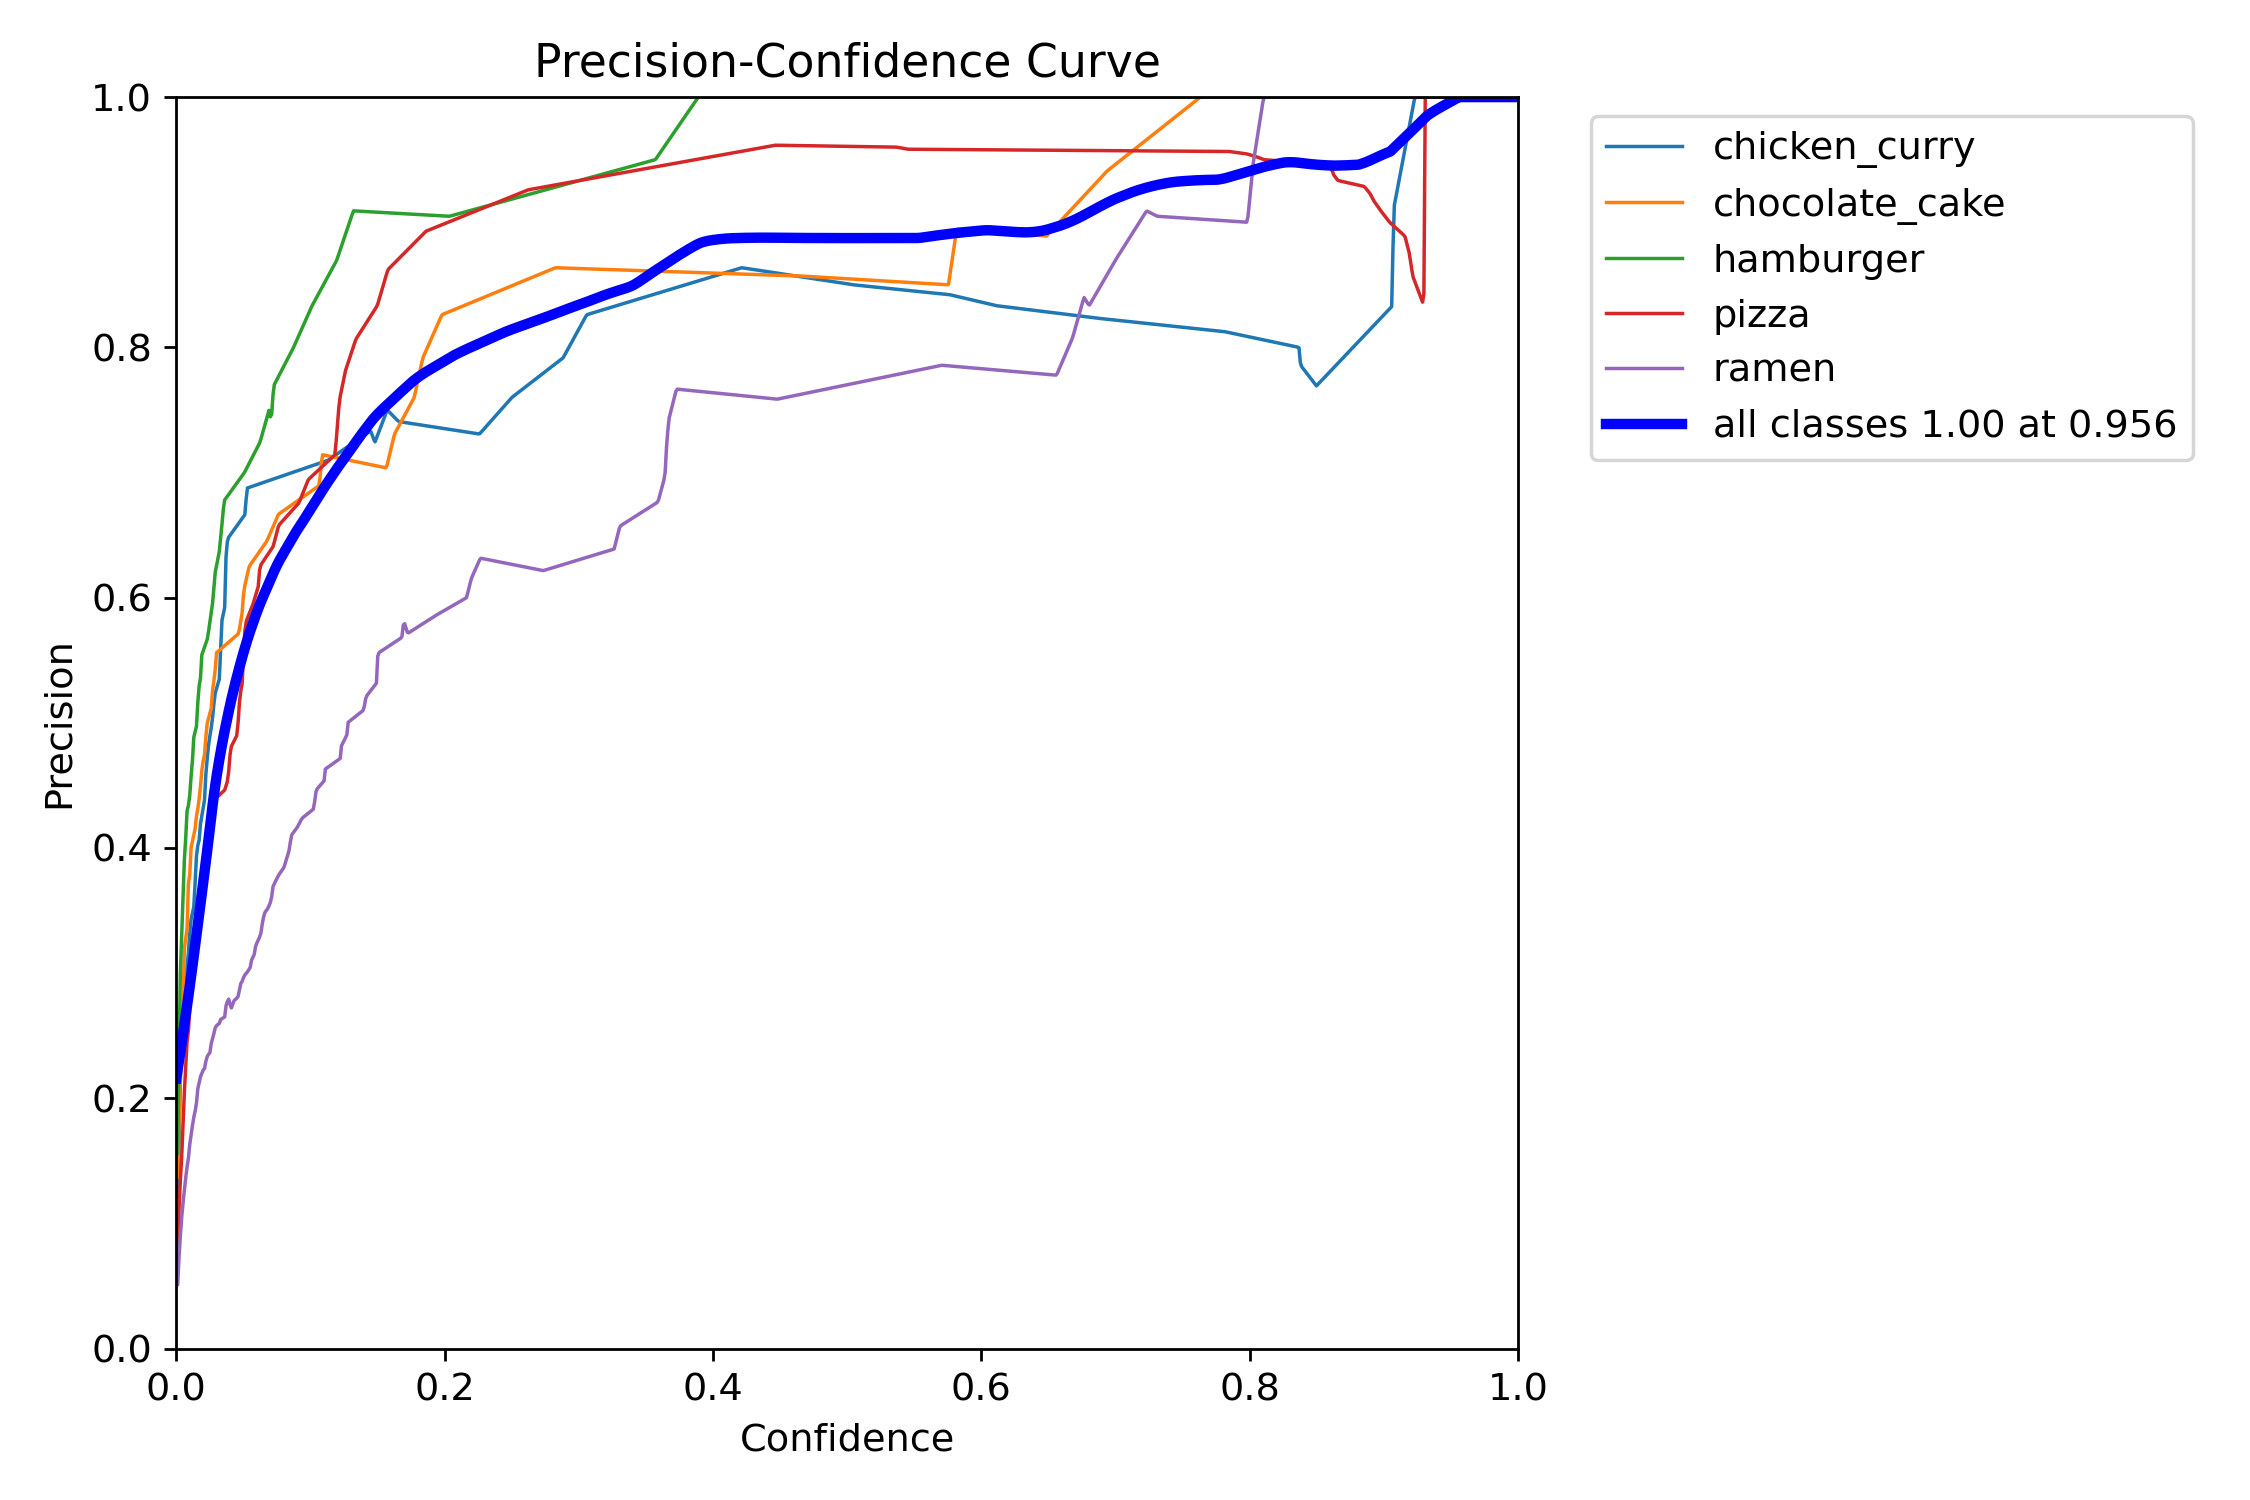 Precision-Confidence Curve
1.0
0.8
0.6
0.4
0.2
0.0
Precision
0.0 0.2 0.4 0.6 0.8 1.0
Confidence
chicken_curry
chocolate_cake
hamburger
pizza
ramen
all classes 1.00 at 0.956